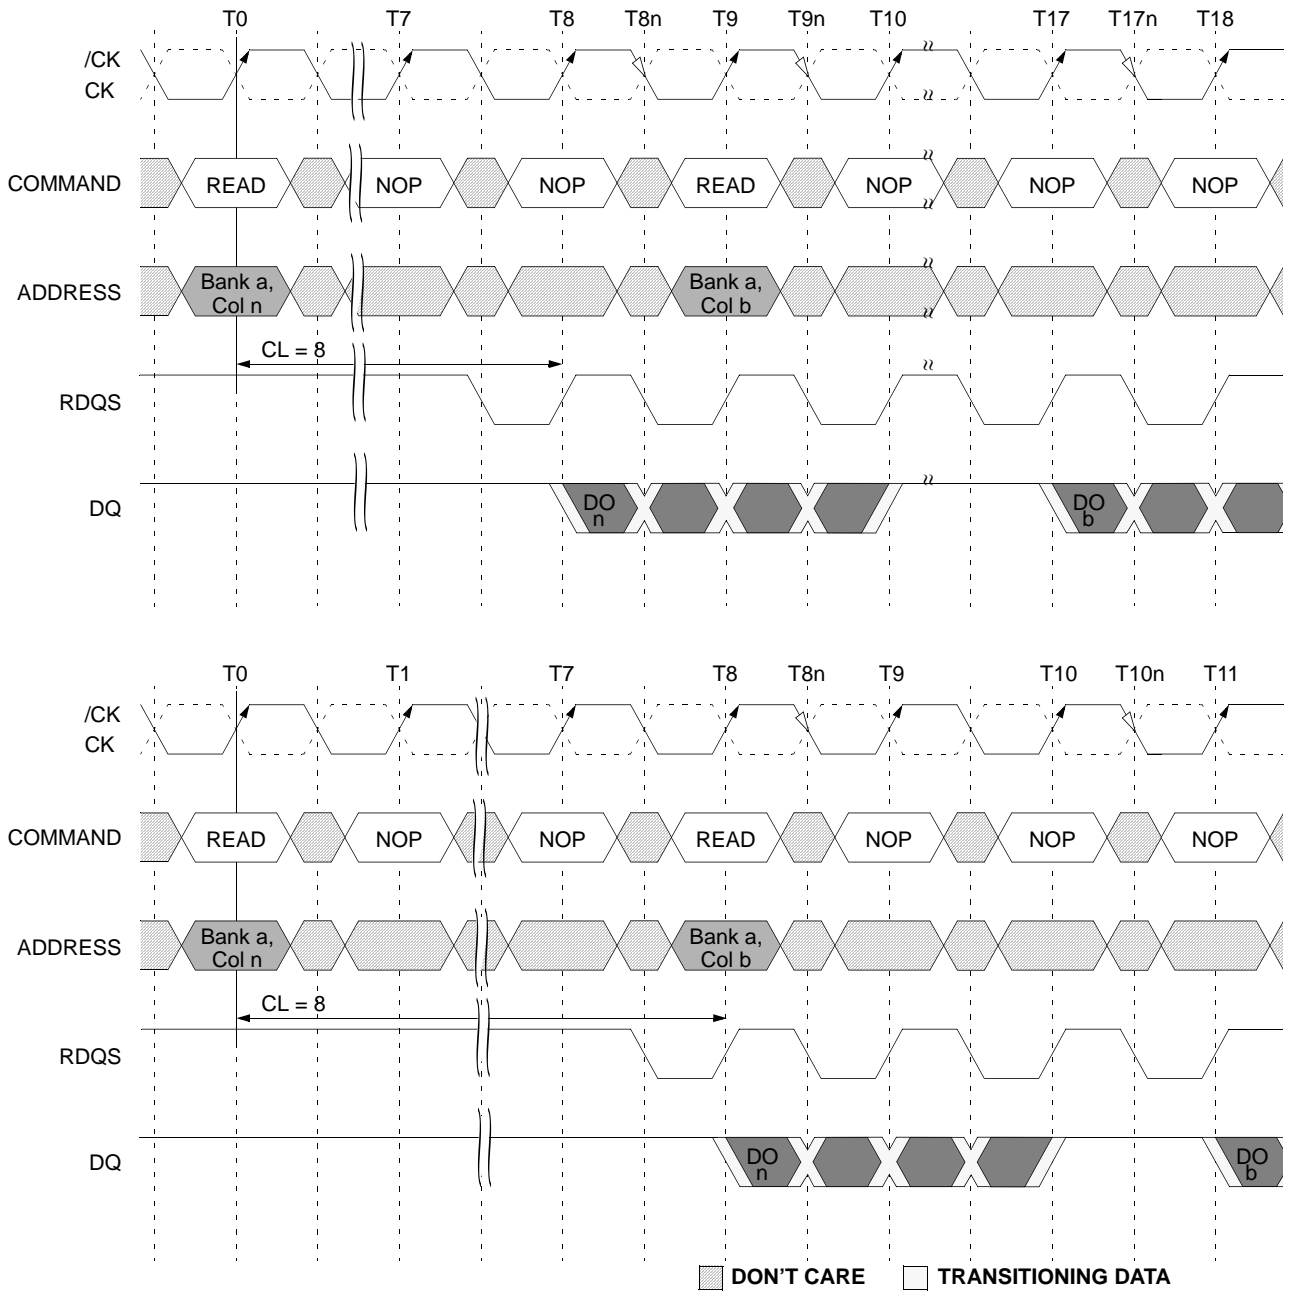 T0 T7 T8 T8n T9 T9n T10 T17 T17n T18
/CK
CK
COMMAND READ NOP NOP READ NOP NOP NOP
ADDRESS Bank a, Col n Bank a, Col b
CL = 8
RDQS
DQ DO n DO b
T0 T1 T7 T8 T8n T9 T10 T10n T11
/CK
CK
COMMAND READ NOP NOP READ NOP NOP NOP
ADDRESS Bank a, Col n Bank a, Col b
CL = 8
RDQS
DQ DO n DO b
DON'T CARE TRANSITIONING DATA